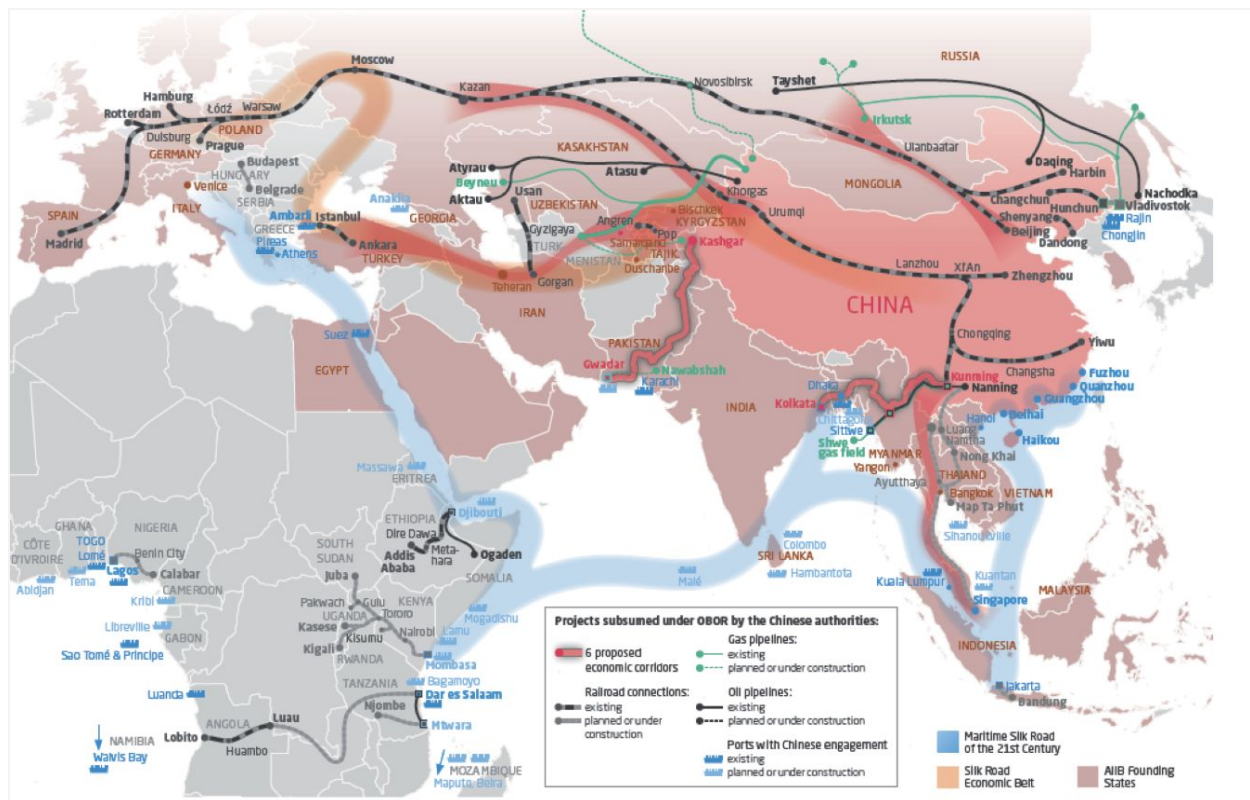 Moscow
RUSSIA
Hamburg
Rotterdam
Łódź
Warsaw
Kazan
Novosibirsk
Tayshet
Duisburg
POLAND
Prague
GERMANY
Irkutsk
Budapest
HUNGARY
Belgrade
SERBIA
Venice
ITALY
SPAIN
Madrid
KASAKHSTAN
Ulanbaatar
MONGOLIA
Daqing
Harbin
Atyrau
Beyneu
Aktau
Atasu
Usan
UZBEKISTAN
Khorgas
Urumqi
Changchun
Hunchun
Shenyang
Beijing
Dandong
Nachodka
Vladivostok
Rajin
Chongjin
Anaklia
GEORGIA
Ambarli
Istanbul
GREECE
Pireas
Athens
Ankara
TURKEY
Gyzigaya
TURK
MENISTAN
Angren
Pop
Bischkek
KYRGYZSTAN
Samarqand
TAJIK.
Duschanbe
Kashgar
Teheran
Gorgan
IRAN
Lanzhou
Xi'An
Zhengzhou
CHINA
Chongqing
Yiwu
Changsha
Suez
EGYPT
PAKISTAN
Gwadar
Nawabshah
Karachi
INDIA
Dhaka
Kolkata
Chittagong
Sittwe
Shwe
gas field
Kunming
Nanning
Fuzhou
Quanzhou
Guangzhou
Hanoi
Beihai
Haikou
Luang
Namtha
Nong Khai
MYANMAR
Yangon
THAILAND
Ayutthaya
Bangkok
VIETNAM
Map Ta Phut
Sihanoukville
Massawa
ERITREA
Djibouti
ETHIOPIA
Dire Dawa
Meta-
hara
Addis
Ababa
Ogaden
SOMALIA
GHANA
NIGERIA
CÔTE
D'IVROIRE
TOGO
Lomé
Benin City
Lagos
Tema
Abidjan
Calabar
CAMEROON
Kribi
Libreville
GABON
Sao Tomé & Principe
SOUTH
SUDAN
Juba
Pakwach
Gulu
KENYA
UGANDA
Tororo
Kasese
Kisumu
Nairobi
Lamu
Mogadishu
Kigali
RWANDA
Mombasa
TANZANIA
Bagamoyo
Dar es Salaam
Njombe
Mtwara
Luanda
ANGOLA
Luau
Lobito
Huambo
NAMIBIA
Walvis Bay
MOZAMBIQUE
Maputo, Beira
Colombo
SRI LANKA
Hambantota
Malé
Kuala Lumpur
Kuantan
Singapore
MALAYSIA
INDONESIA
Jakarta
Bandung
Projects subsumed under OBOR by the Chinese authorities:
6 proposed
economic corridors
Gas pipelines:
existing
planned or under construction
Railroad connections:
existing
planned or under
construction
Oil pipelines:
existing
planned or under construction
Ports with Chinese engagement
existing
planned or under construction
Maritime Silk Road
of the 21st Century
Silk Road
Economic Belt
AIIB Founding
States